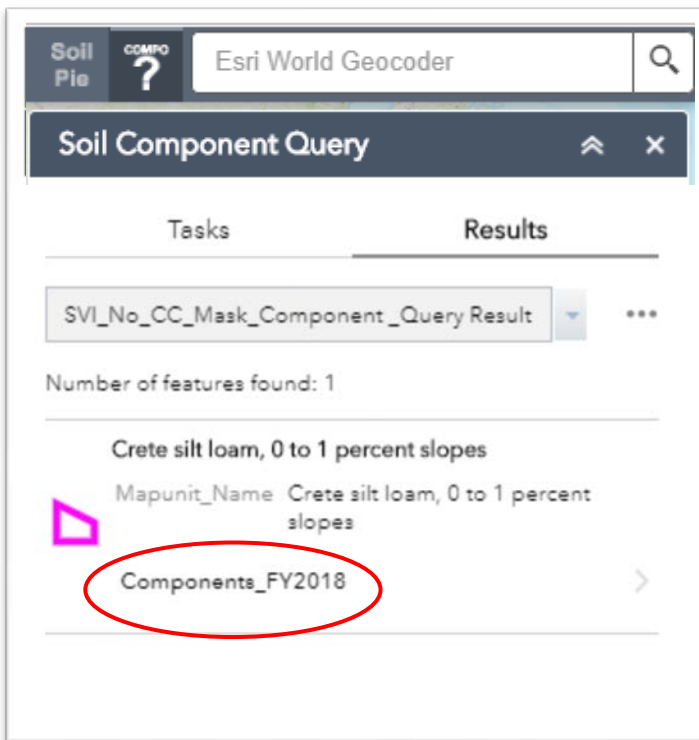 Soil Pie
COMPO
?
Esri World Geocoder
Soil Component Query
Tasks
Results
SVI_No_CC_Mask_Component _Query Result
Number of features found: 1
Crete silt loam, 0 to 1 percent slopes
Mapunit_Name Crete silt loam, 0 to 1 percent
slopes
Components_FY2018